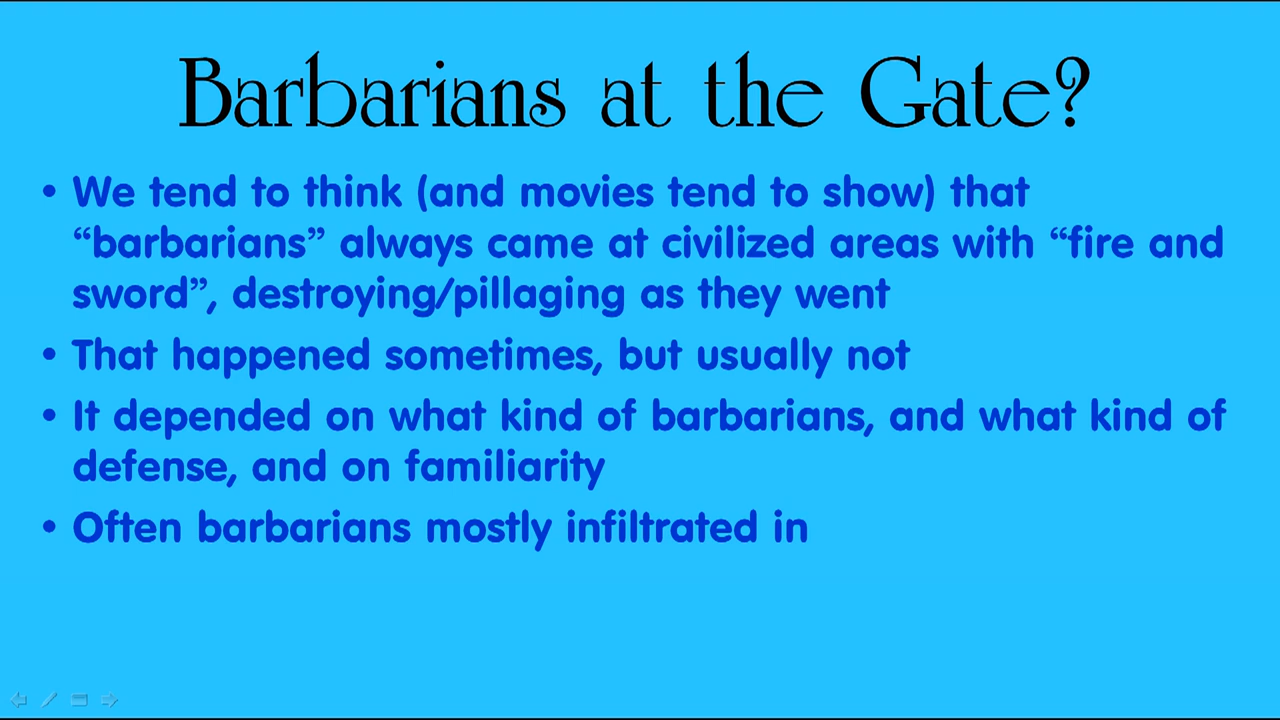 Barbarians at the Gate?
• We tend to think (and movies tend to show) that
“barbarians” always came at civilized areas with “fire and
sword”, destroying/pillaging as they went
• That happened sometimes, but usually not
• It depended on what kind of barbarians, and what kind of
defense, and on familiarity
• Often barbarians mostly infiltrated in